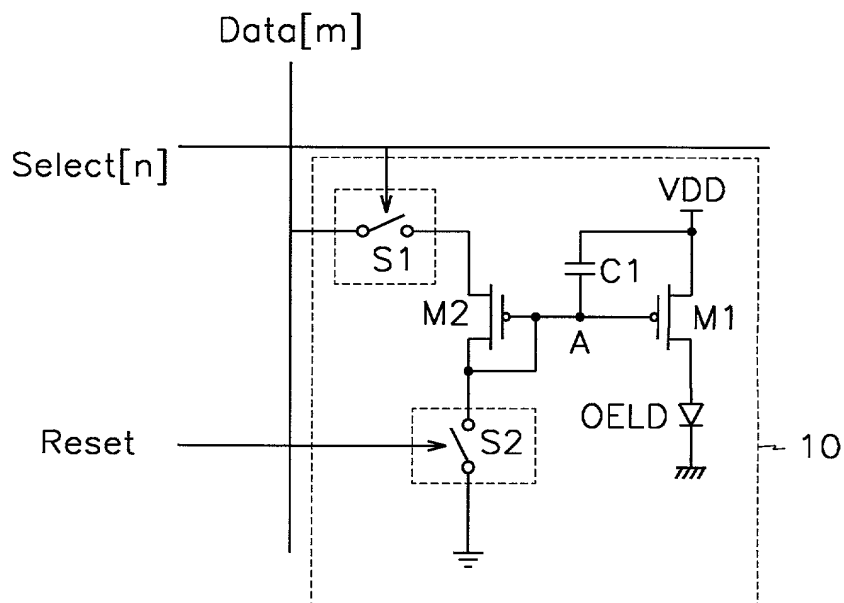 Data[m]
Select[n]
VDD
S1
C1
M2
M1
A
OELD
Reset
S2
10